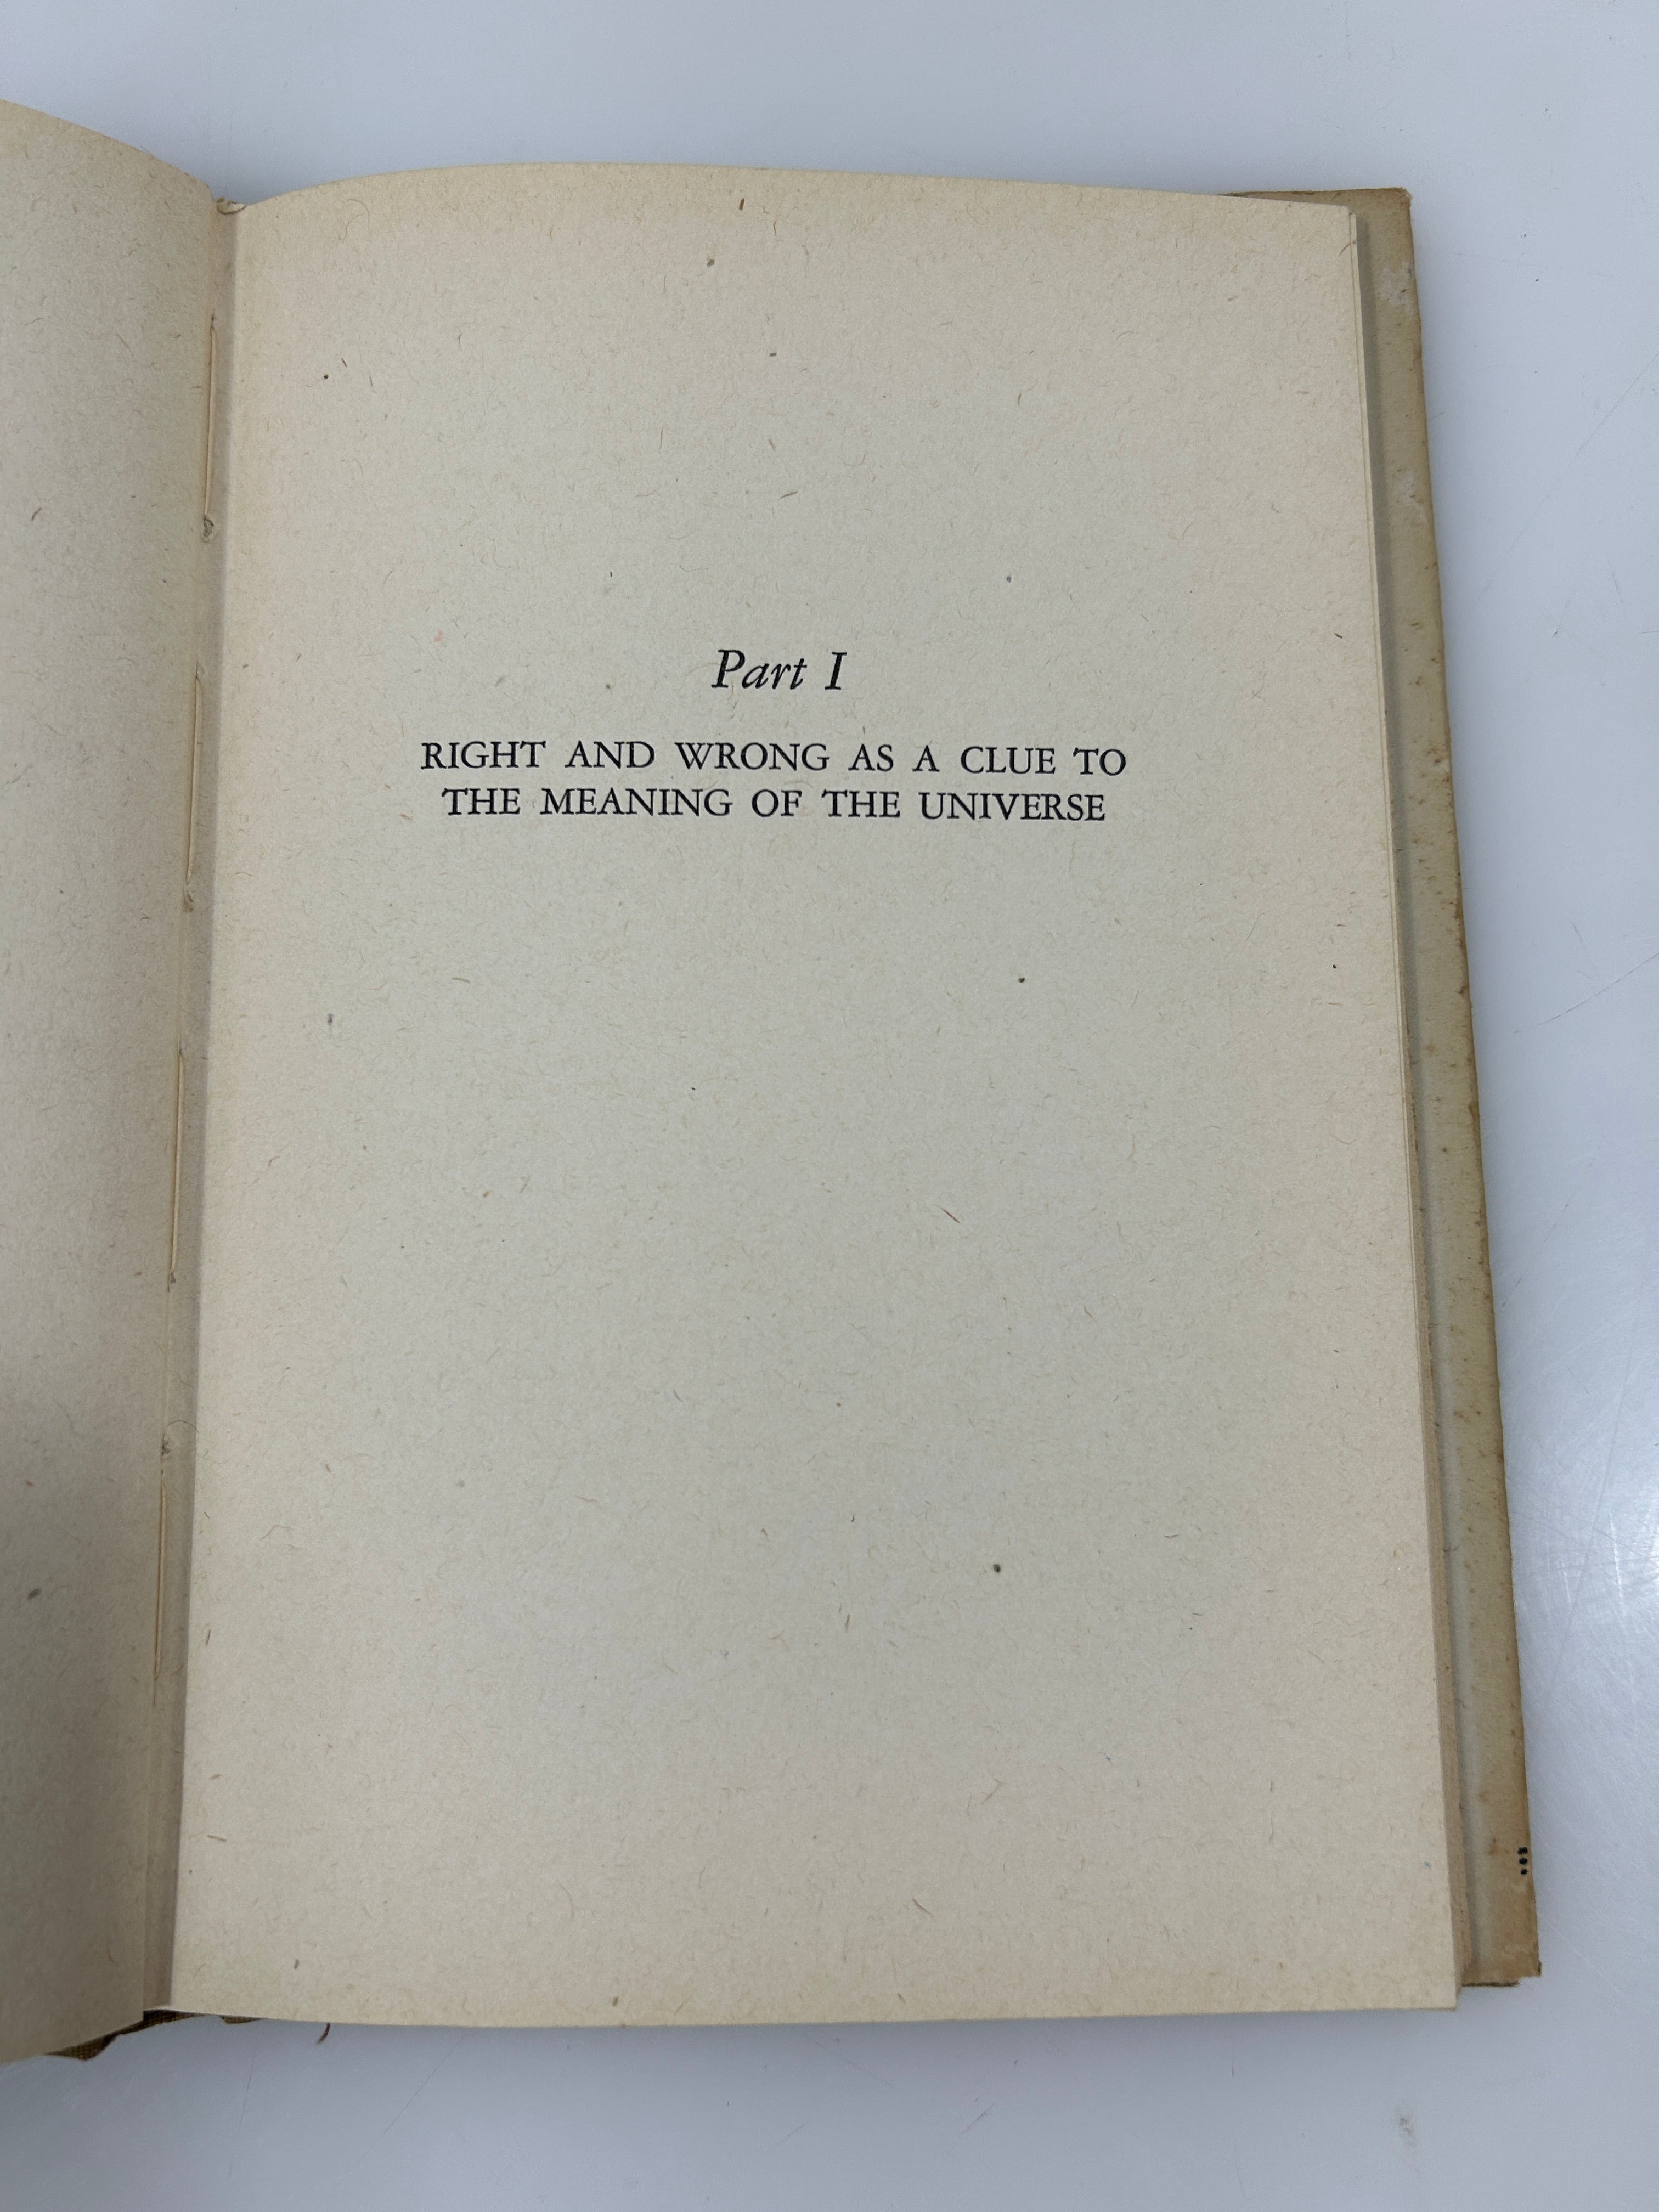 Part I
RIGHT AND WRONG AS A CLUE TO
THE MEANING OF THE UNIVERSE